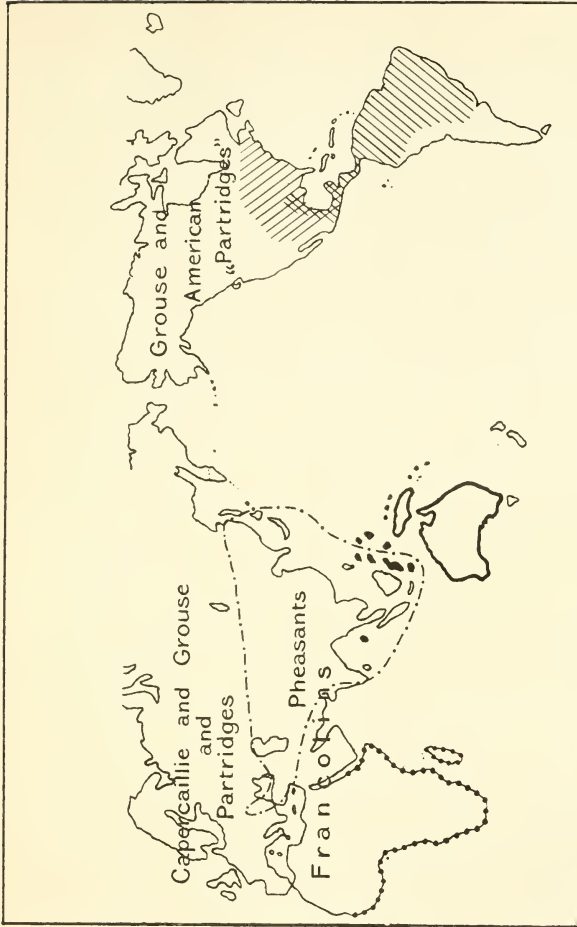 Capercaillie and Grouse
and
Partridges
Pheasants
Francolins
Grouse and
American
„Partridges”